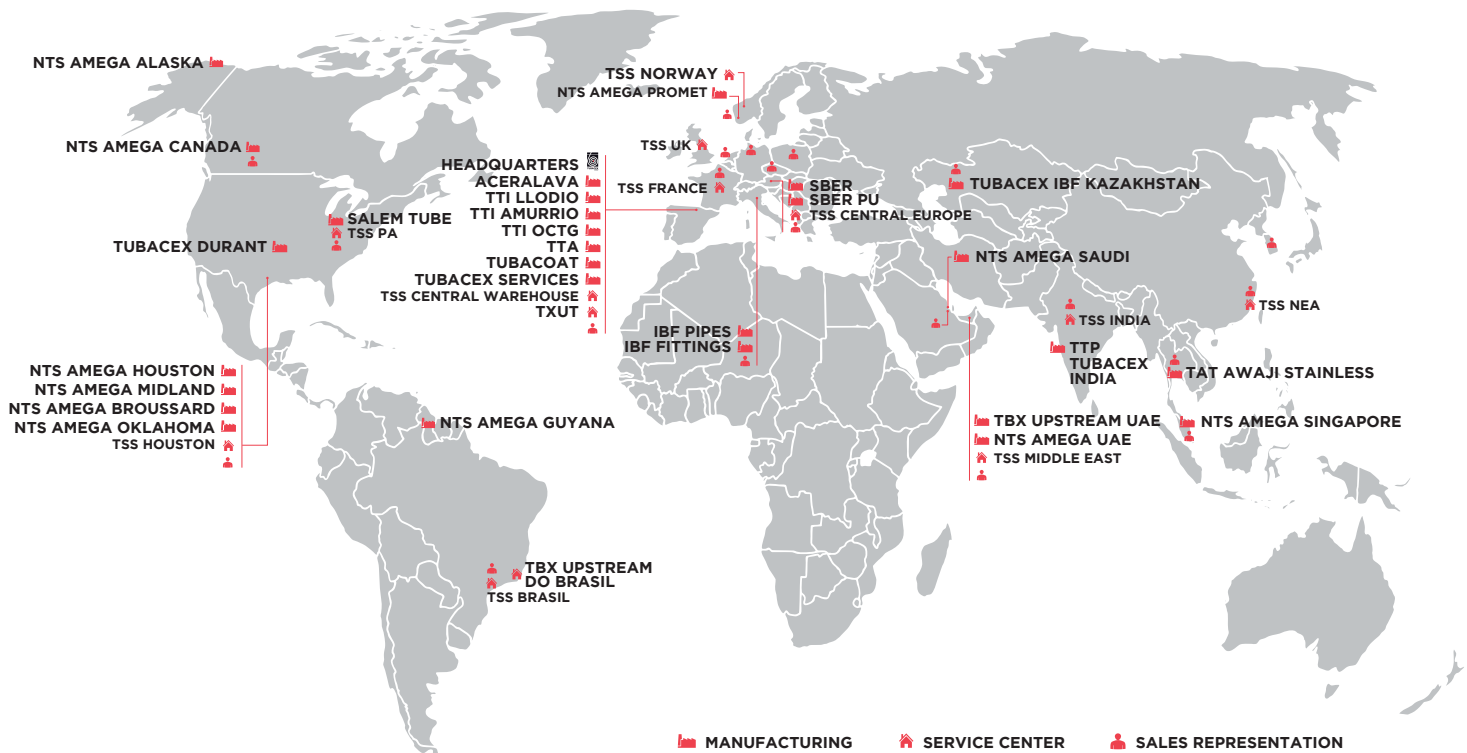 NTS AMEGA ALASKA
NTS AMEGA CANADA
SALEM TUBE
TSS PA
TUBACEX DURANT
NTS AMEGA HOUSTON
NTS AMEGA MIDLAND
NTS AMEGA BROUSSARD
NTS AMEGA OKLAHOMA
TSS HOUSTON
NTS AMEGA GUYANA
TBX UPSTREAM
DO BRASIL
TSS BRASIL
TSS NORWAY
NTS AMEGA PROMET
TSS UK
HEADQUARTERS
ACERALAVA
TTI LLODIO
TTI AMURRIO
TTI OCTG
TTA
TUBACOAT
TUBACEX SERVICES
TSS CENTRAL WAREHOUSE
TXUT
TSS FRANCE
SBER
SBER PU
TSS CENTRAL EUROPE
IBF PIPES
IBF FITTINGS
TUBACEX IBF KAZAKHSTAN
NTS AMEGA SAUDI
TSS INDIA
TTP
TUBACEX
INDIA
TSS NEA
TAT AWAJI STAINLESS
TBX UPSTREAM UAE
NTS AMEGA UAE
TSS MIDDLE EAST
NTS AMEGA SINGAPORE
MANUFACTURING
SERVICE CENTER
SALES REPRESENTATION